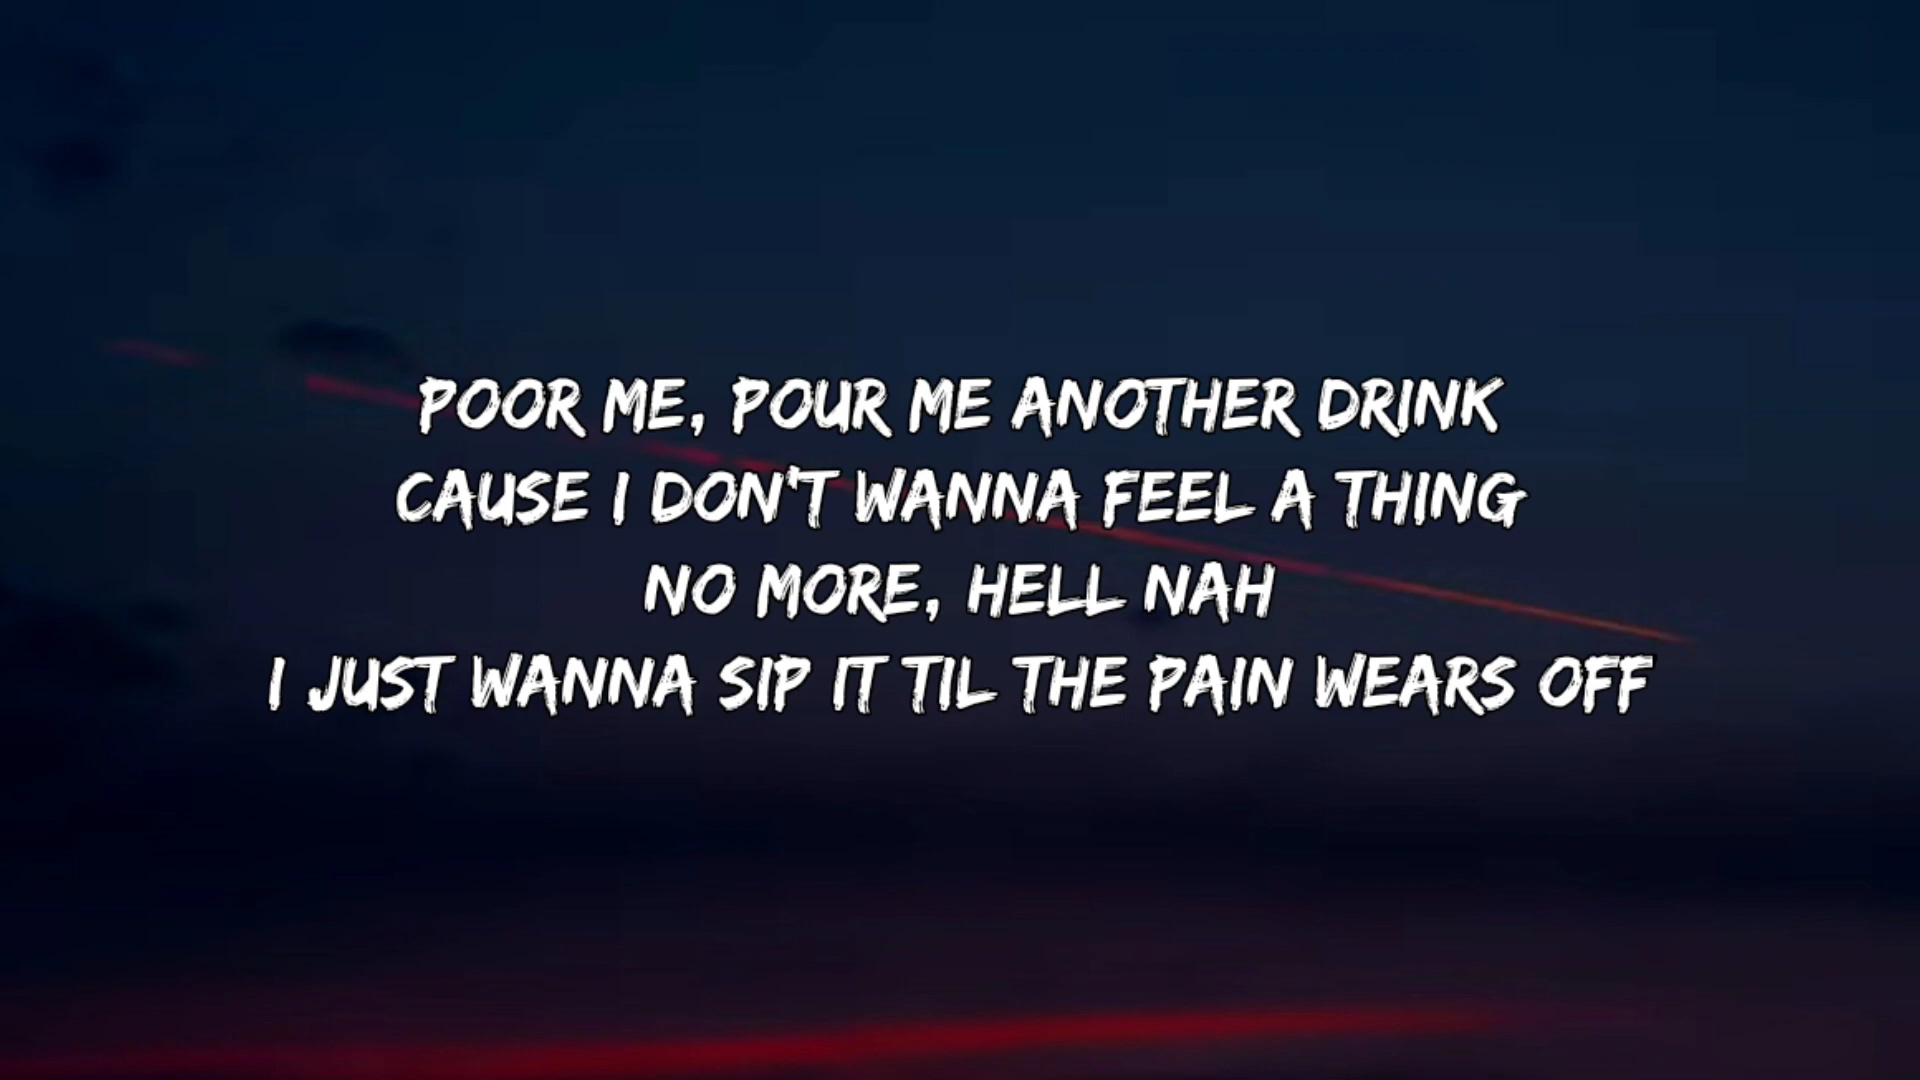 POOR ME, POUR ME ANOTHER DRINK
CAUSE I DON'T WANNA FEEL A THING
NO MORE, HELL NAH
I JUST WANNA SIP IT TIL THE PAIN WEARS OFF